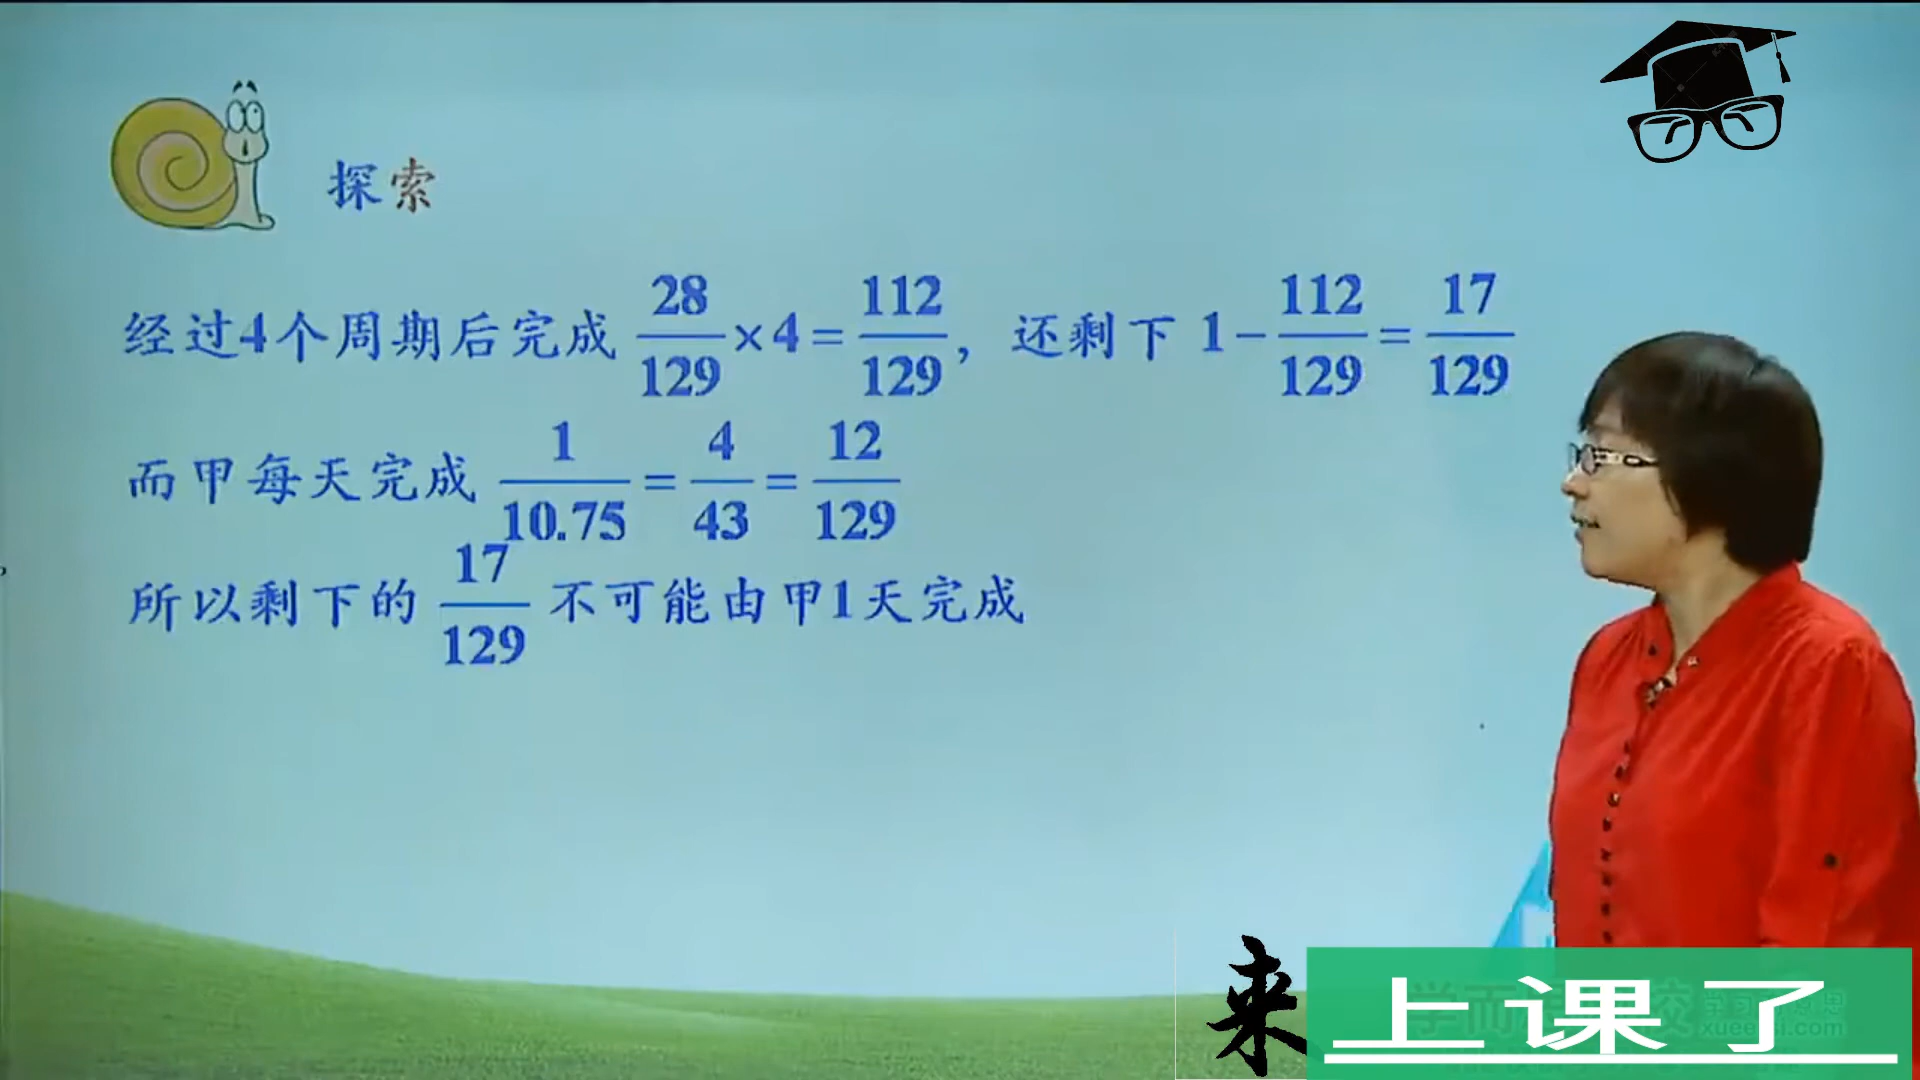 探索
经过4个周期后完成 28/129 × 4 = 112/129， 还剩下 1 − 112/129 = 17/129
而甲每天完成 1/10.75 = 4/43 = 12/129
所以剩下的 17/129 不可能由甲1天完成
来 上课了